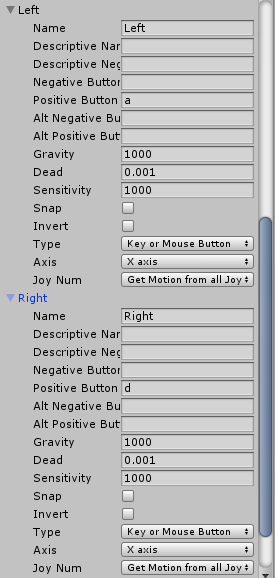 Left
Name Left
Descriptive Nar
Descriptive Neg
Negative Button
Positive Button a
Alt Negative Bu
Alt Positive But
Gravity 1000
Dead 0.001
Sensitivity 1000
Snap
Invert
Type Key or Mouse Button
Axis X axis
Joy Num Get Motion from all Joy
Right
Name Right
Descriptive Nar
Descriptive Neg
Negative Button
Positive Button d
Alt Negative Bu
Alt Positive But
Gravity 1000
Dead 0.001
Sensitivity 1000
Snap
Invert
Type Key or Mouse Button
Axis X axis
Joy Num Get Motion from all Joy